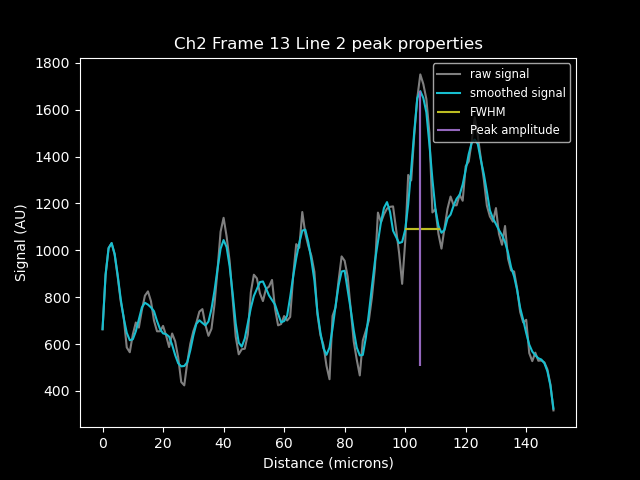 Ch2 Frame 13 Line 2 peak properties
raw signal
smoothed signal
FWHM
Peak amplitude
Signal (AU)
1800
1600
1400
1200
1000
800
600
400
0 20 40 60 80 100 120 140
Distance (microns)